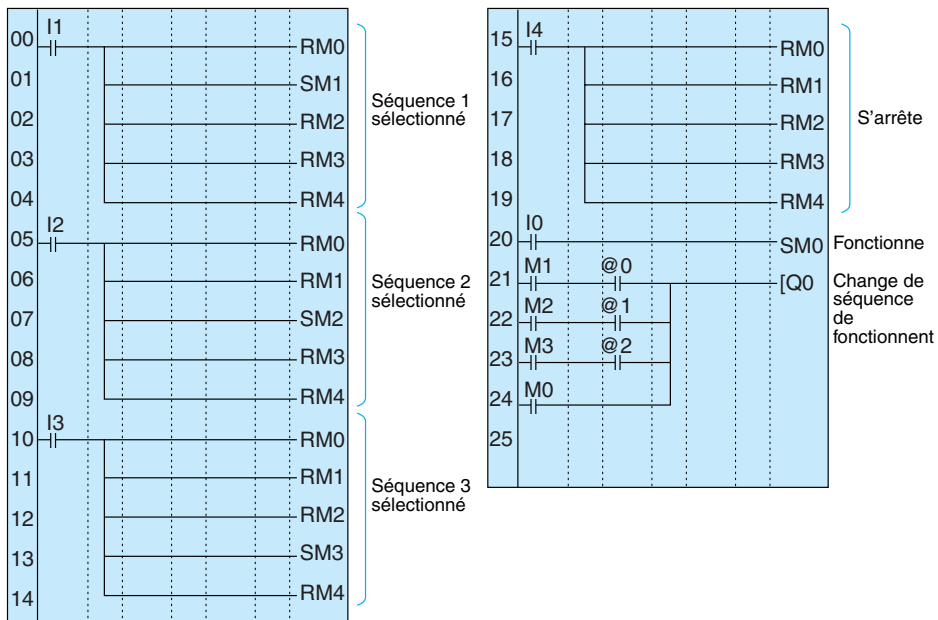 I1
00 RM0
01 SM1
02 RM2
03 RM3
04 RM4
Séquence 1
sélectionné
I2
05 RM0
06 RM1
07 SM2
08 RM3
09 RM4
Séquence 2
sélectionné
I3
10 RM0
11 RM1
12 RM2
13 SM3
14 RM4
Séquence 3
sélectionné
I4
15 RM0
16 RM1
17 RM2
18 RM3
19 RM4
S'arrête
I0
20 SM0 Fonctionne
M1 @0
21 [Q0
M2 @1
22
M3 @2
23
M0
24
25
Change de
séquence
de
fonctionnent